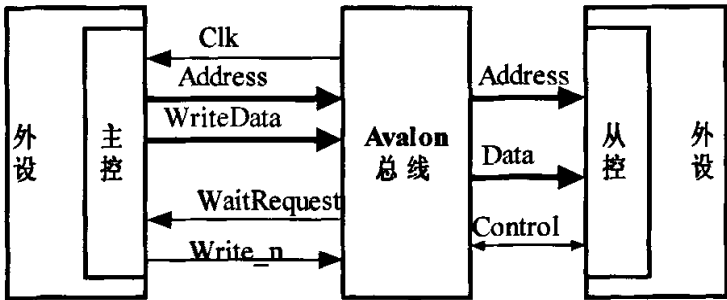 外设
主控
Clk
Address
WriteData
WaitRequest
Write_n
Avalon
总线
Address
Data
Control
从控
外设